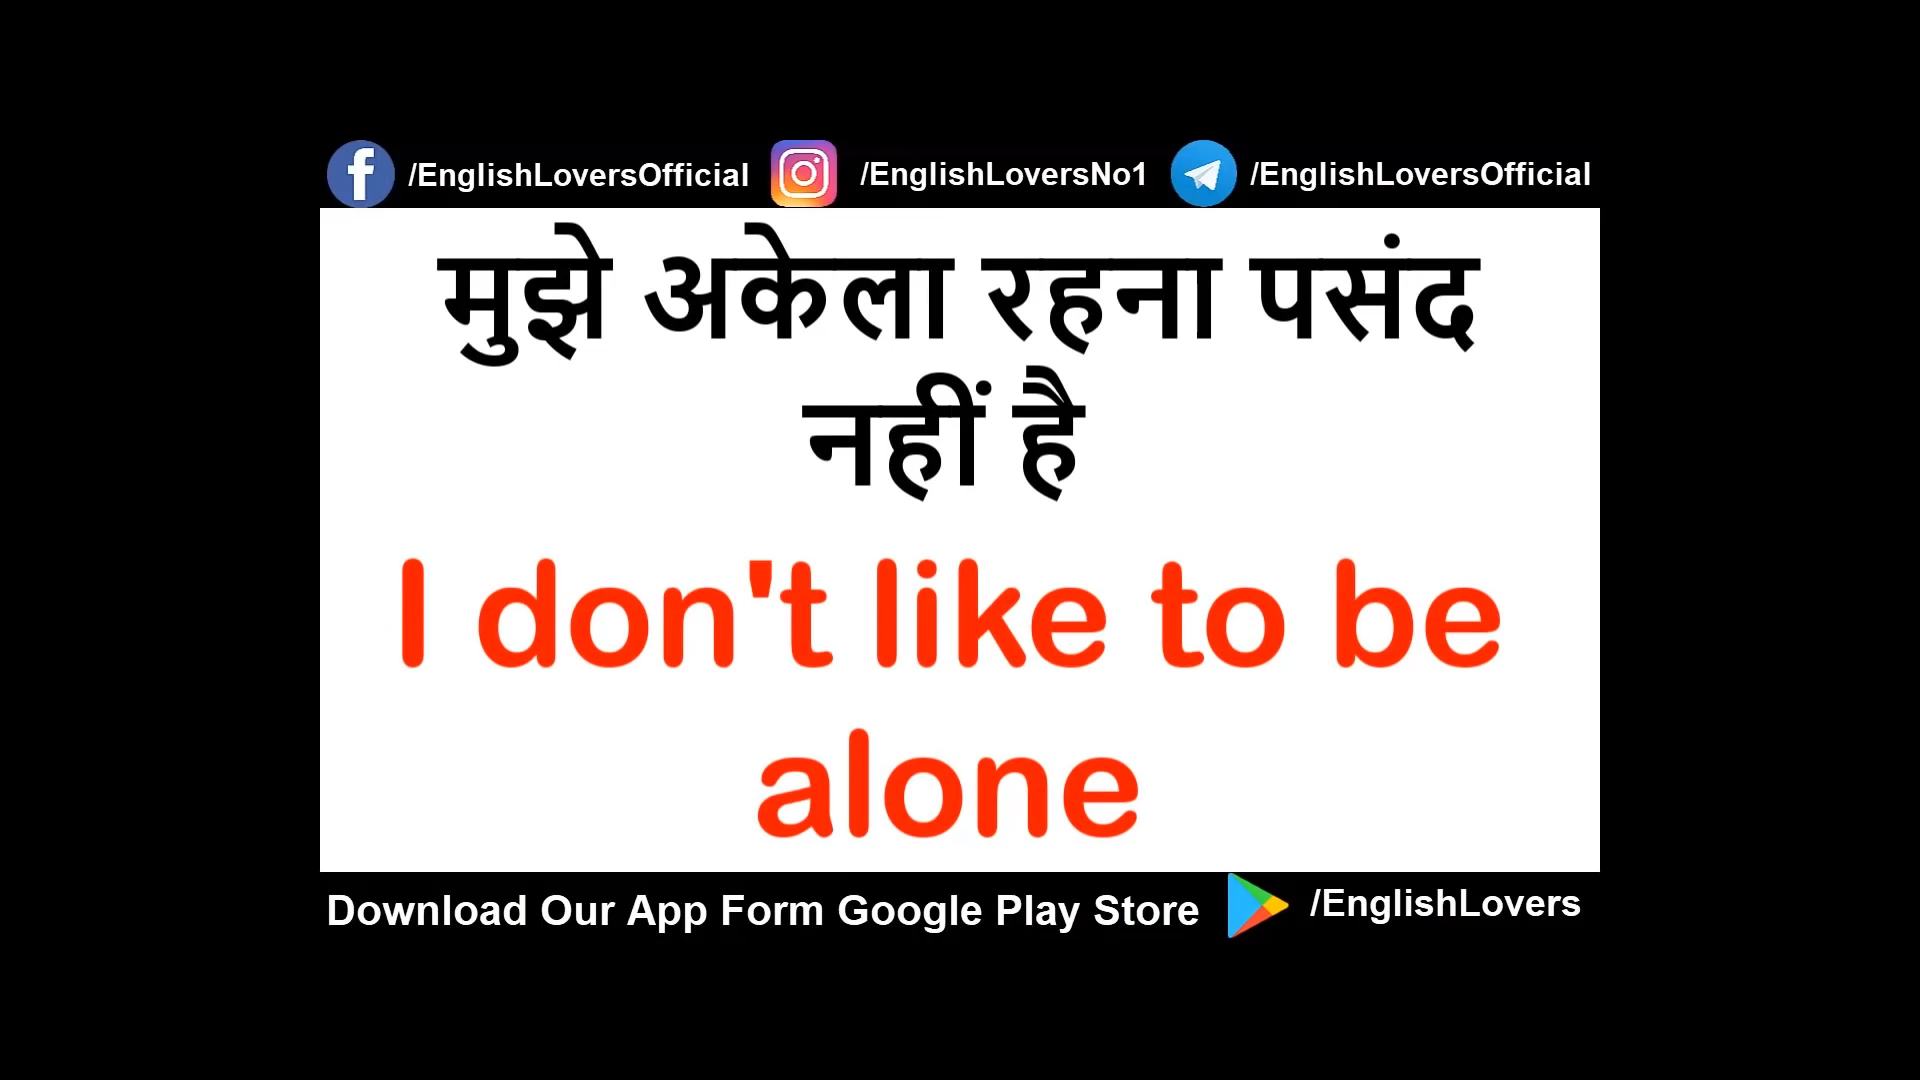 /EnglishLoversOfficial /EnglishLoversNo1 /EnglishLoversOfficial
मुझे अकेला रहना पसंद
नहीं है
I don't like to be
alone
Download Our App Form Google Play Store /EnglishLovers